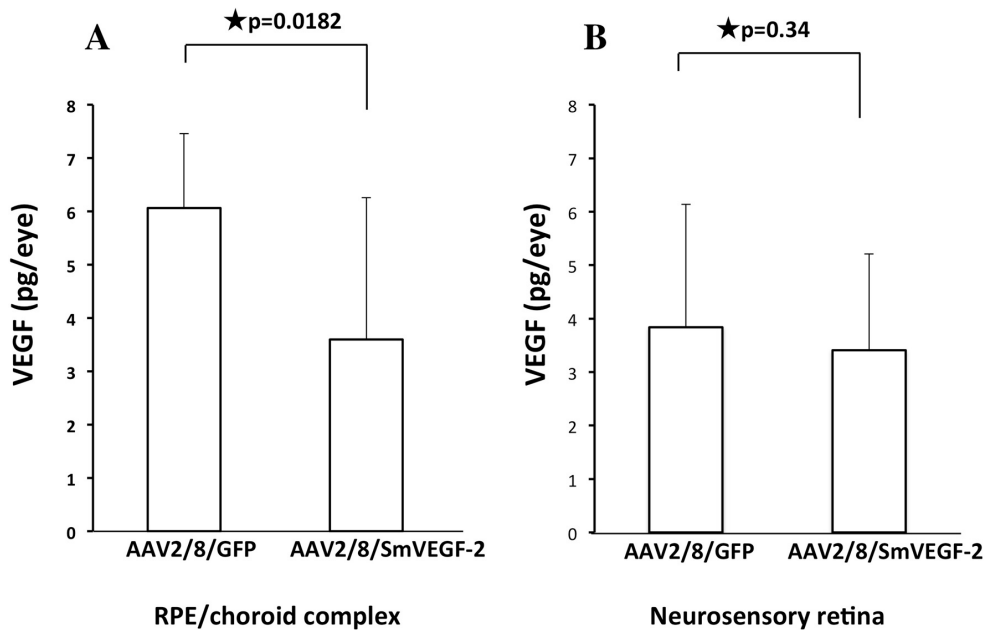 A
★p=0.0182
8
7
6
5
4
3
2
1
0
VEGF (pg/eye)
AAV2/8/GFP
AAV2/8/SmVEGF-2
RPE/choroid complex
B
★p=0.34
8
7
6
5
4
3
2
1
0
VEGF (pg/eye)
AAV2/8/GFP
AAV2/8/SmVEGF-2
Neurosensory retina